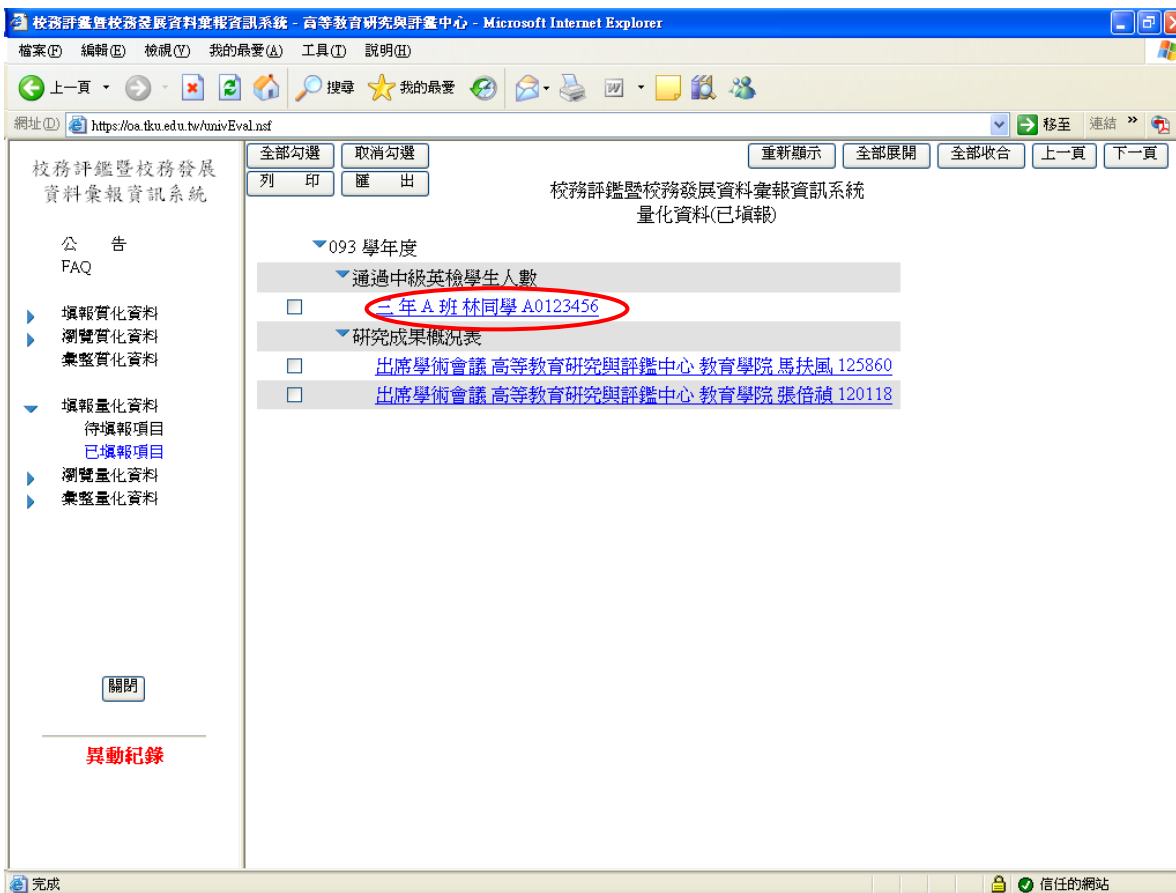 校務評鑑暨校務發展資料彙報資訊系統 - 高等教育研究與評鑑中心 - Microsoft Internet Explorer
檔案(F) 編輯(E) 檢視(V) 我的最愛(A) 工具(T) 說明(H)
上一頁 搜尋 我的最愛
網址(D) https://oa.tku.edu.tw/univEval.nsf 移至 連結 »
校務評鑑暨校務發展
資料彙報資訊系統
公 告
FAQ
填報質化資料
瀏覽質化資料
彙整質化資料
填報量化資料
待填報項目
已填報項目
瀏覽量化資料
彙整量化資料
關閉
異動紀錄
全部勾選 取消勾選 重新顯示 全部展開 全部收合 上一頁 下一頁
列 印 匯 出
校務評鑑暨校務發展資料彙報資訊系統
量化資料(已填報)
093 學年度
通過中級英檢學生人數
三 年 A 班 林同學 A0123456
研究成果概況表
出席學術會議 高等教育研究與評鑑中心 教育學院 馬扶風 125860
出席學術會議 高等教育研究與評鑑中心 教育學院 張倍禎 120118
完成 信任的網站